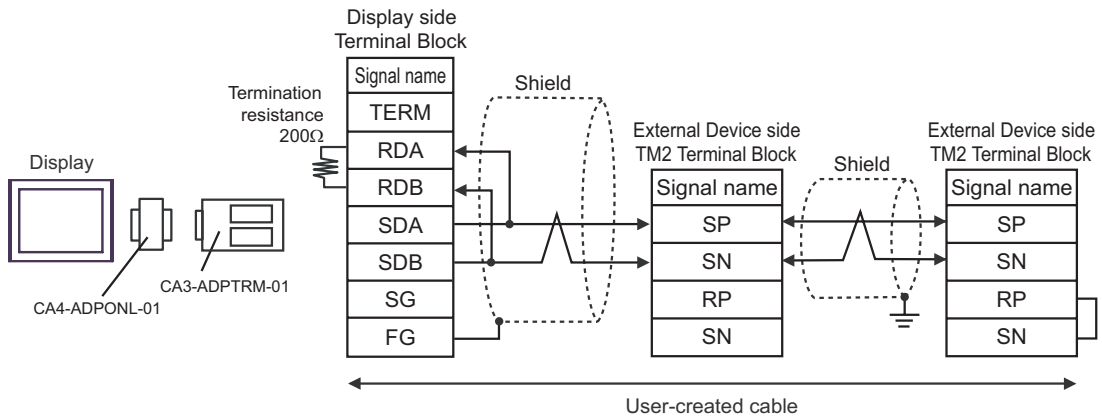 Display
CA4-ADPONL-01
CA3-ADPTRM-01
Termination
resistance
200Ω
Display side
Terminal Block
Signal name
TERM
RDA
RDB
SDA
SDB
SG
FG
Shield
External Device side
TM2 Terminal Block
Signal name
SP
SN
RP
SN
Shield
External Device side
TM2 Terminal Block
Signal name
SP
SN
RP
SN
User-created cable